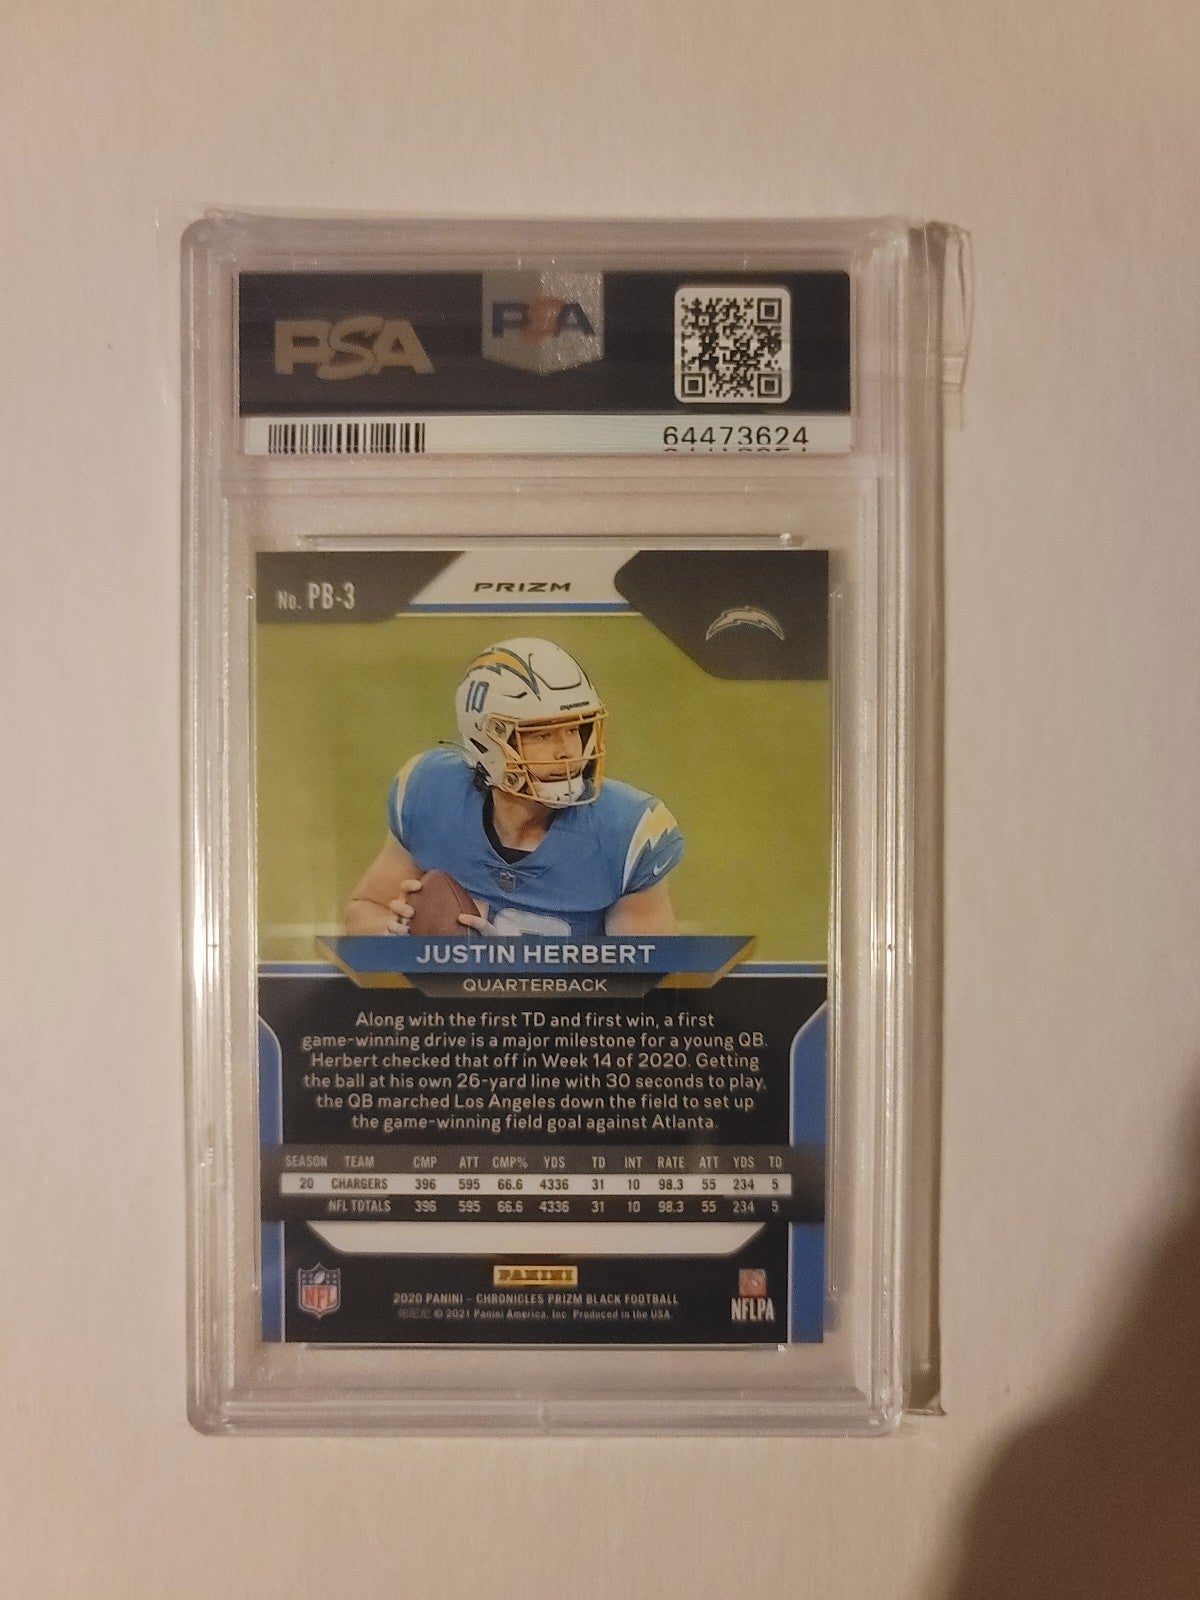 PSA
PSA
64473624
No. PB-3
PRIZM
10
JUSTIN HERBERT
QUARTERBACK
Along with the first TD and first win, a first
game-winning drive is a major milestone for a young QB.
Herbert checked that off in Week 14 of 2020. Getting
the ball at his own 26-yard line with 30 seconds to play,
the QB marched Los Angeles down the field to set up
the game-winning field goal against Atlanta.
SEASON TEAM CMP ATT CMP% YDS TD INT RATE ATT YDS TD
20 CHARGERS 396 595 66.6 4336 31 10 98.3 55 234 5
NFL TOTALS 396 595 66.6 4336 31 10 98.3 55 234 5
PANINI
NFL
2020 PANINI - CHRONICLES PRIZM BLACK FOOTBALL
© 2021 Panini America, Inc. Produced in the USA.
NFLPA